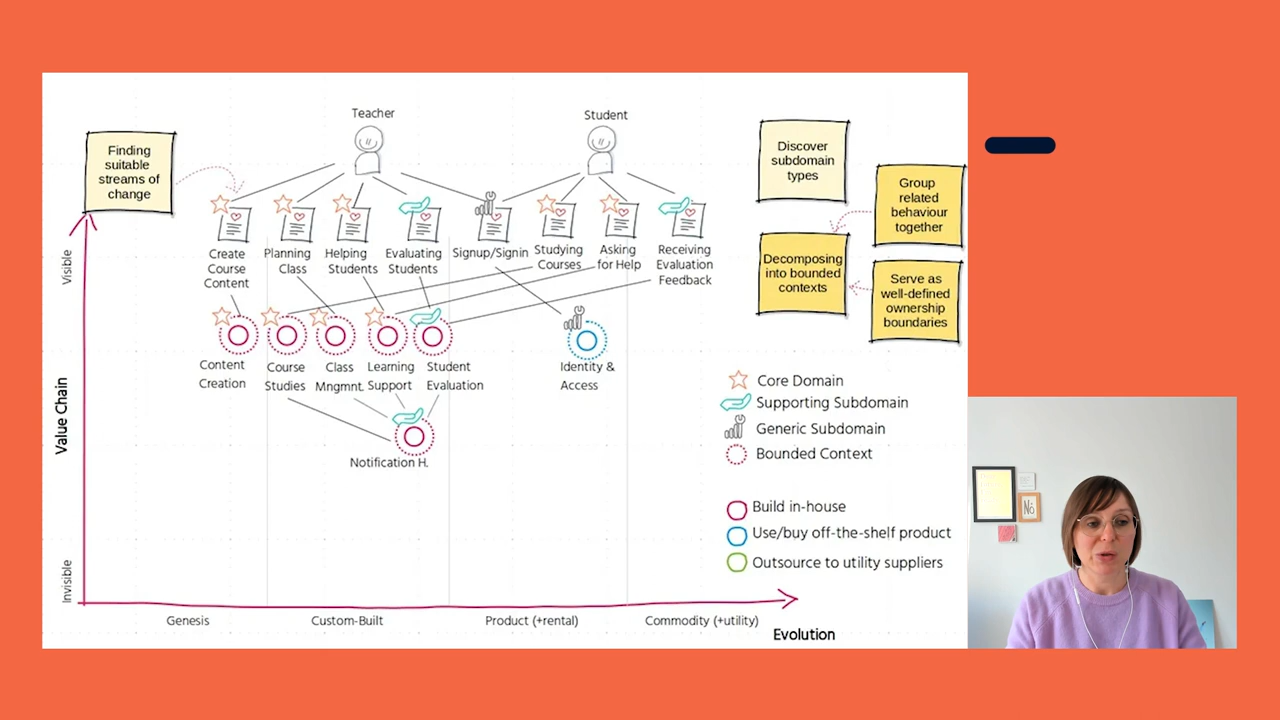 Teacher
Student
Finding
suitable
streams of
change
Discover
subdomain
types
Group
related
behaviour
together
Decomposing
into bounded
contexts
Serve as
well-defined
ownership
boundaries
Create
Course
Content
Planning
Class
Helping
Students
Evaluating
Students
Signup/Signin
Studying
Courses
Asking
for Help
Receiving
Evaluation
Feedback
Content
Creation
Course
Studies
Class
Mngmnt.
Learning
Support
Student
Evaluation
Identity &
Access
Notification H.
Core Domain
Supporting Subdomain
Generic Subdomain
Bounded Context
Build in-house
Use/buy off-the-shelf product
Outsource to utility suppliers
Visible
Value Chain
Invisible
Genesis
Custom-Built
Product (+rental)
Commodity (+utility)
Evolution